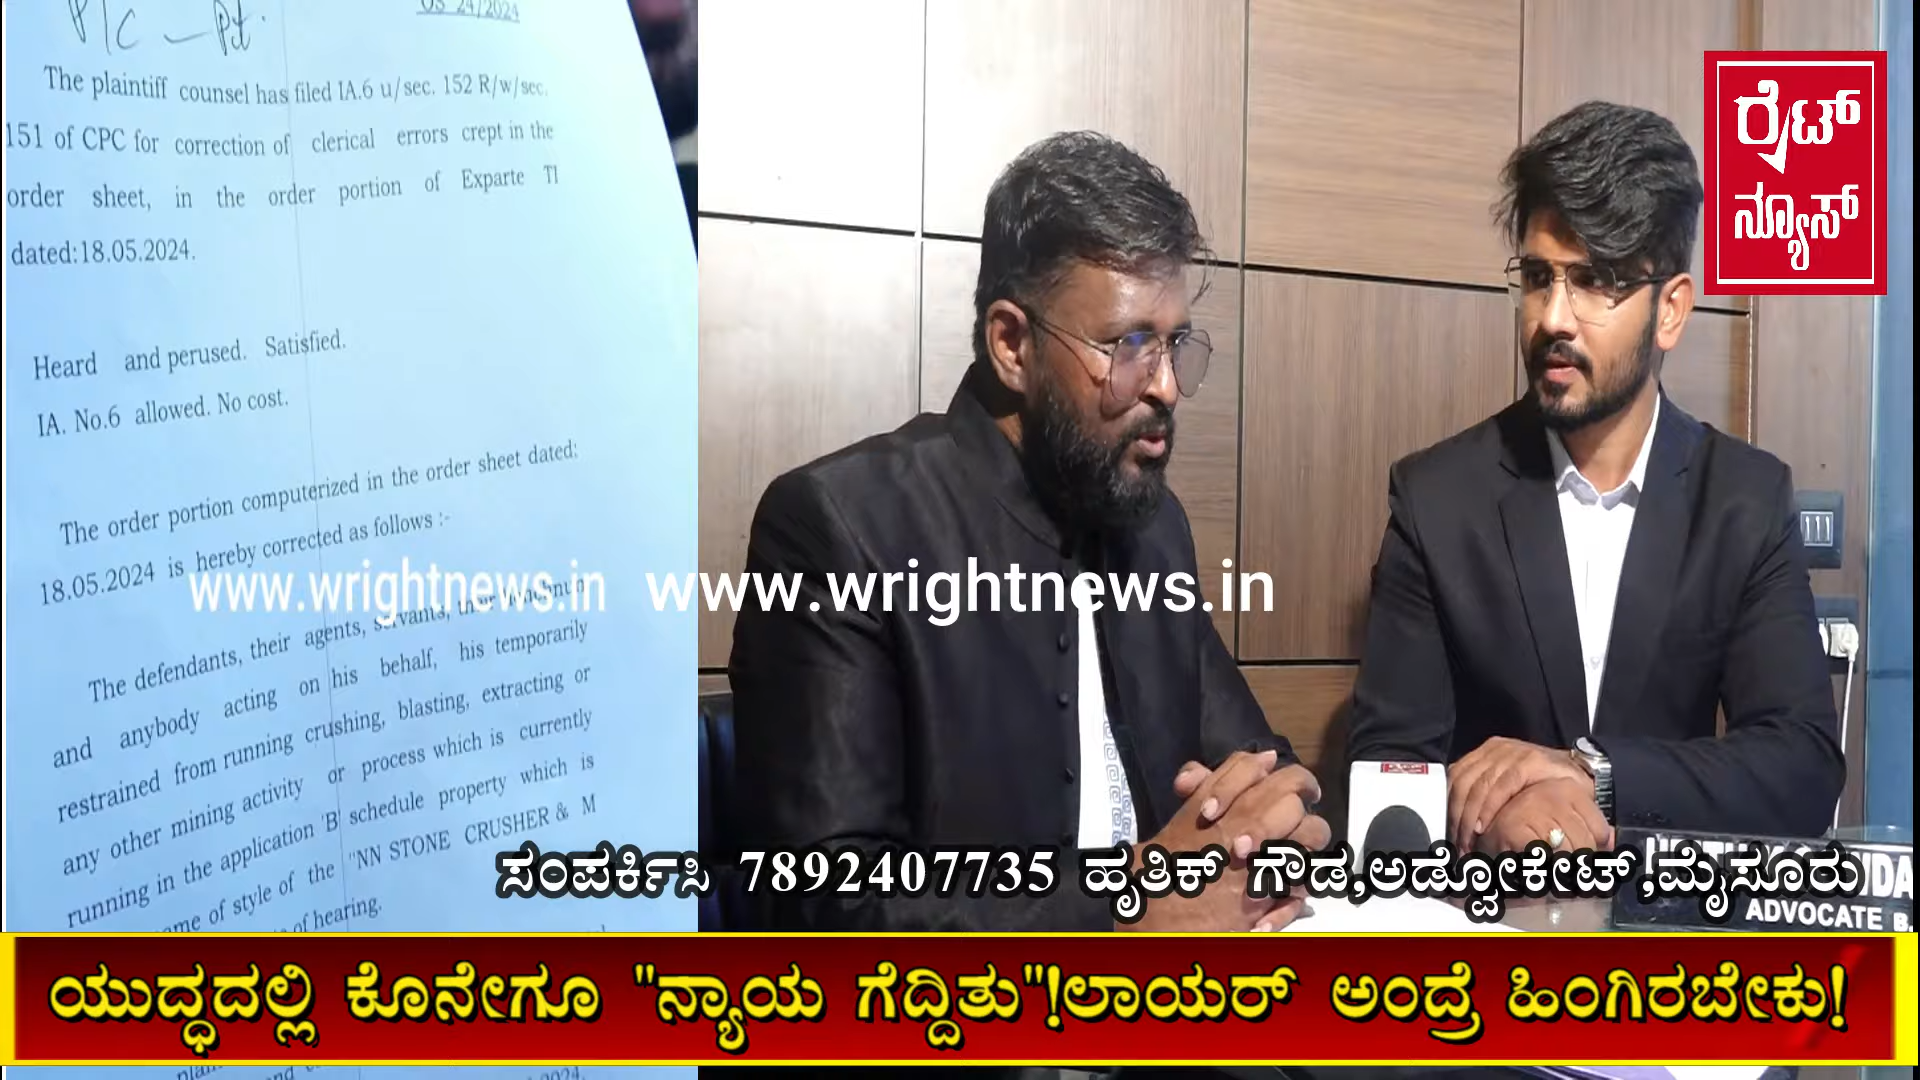 P/C – Pd.
OS 24/2024
The plaintiff counsel has filed IA.6 u/sec. 152 R/w/sec.
151 of CPC for correction of clerical errors crept in the
order sheet, in the order portion of Exparte TI
dated:18.05.2024.
Heard and perused. Satisfied.
IA. No.6 allowed. No cost.
The order portion computerized in the order sheet dated:
18.05.2024 is hereby corrected as follows :-
The defendants, their agents, servants, their
and anybody acting on his behalf, his temporarily
restrained from running crushing, blasting, extracting or
any other mining activity or process which is currently
running in the application 'B' schedule property which is
of style of the "NN STONE CRUSHER & M
of hearing.
ರೈಟ್
ನ್ಯೂಸ್
www.wrightnews.in www.wrightnews.in
ADVOCATE B.
ಸಂಪರ್ಕಿಸಿ 7892407735 ಹೃತಿಕ್ ಗೌಡ,ಅಡ್ವೋಕೇಟ್,ಮೈಸೂರು
ಯುದ್ಧದಲ್ಲಿ ಕೊನೇಗೂ "ನ್ಯಾಯ ಗೆದ್ದಿತು"!ಲಾಯರ್ ಅಂದ್ರೆ ಹಿಂಗಿರಬೇಕು!